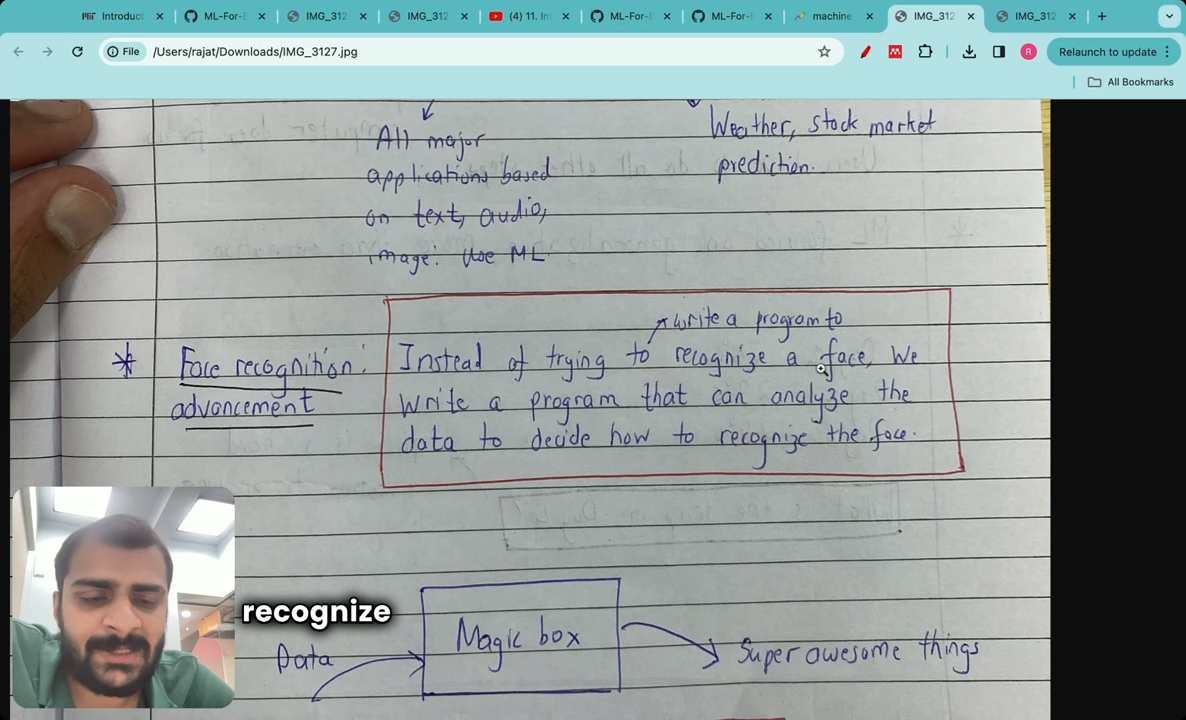 Introduct
ML-For-B
IMG_312
IMG_312
(4) 11. In
ML-For-B
ML-For-B
machine
IMG_312
IMG_312
File
/Users/rajat/Downloads/IMG_3127.jpg
R
Relaunch to update
All Bookmarks
All major
applications based
on text, audio,
image. Use ML
Weather, stock market
prediction.
* Face recognition:
advancement
write a program to
Instead of trying to recognize a face, We
write a program that can analyze the
data to decide how to recognize the face.
recognize
Data
Magic box
Super awesome things